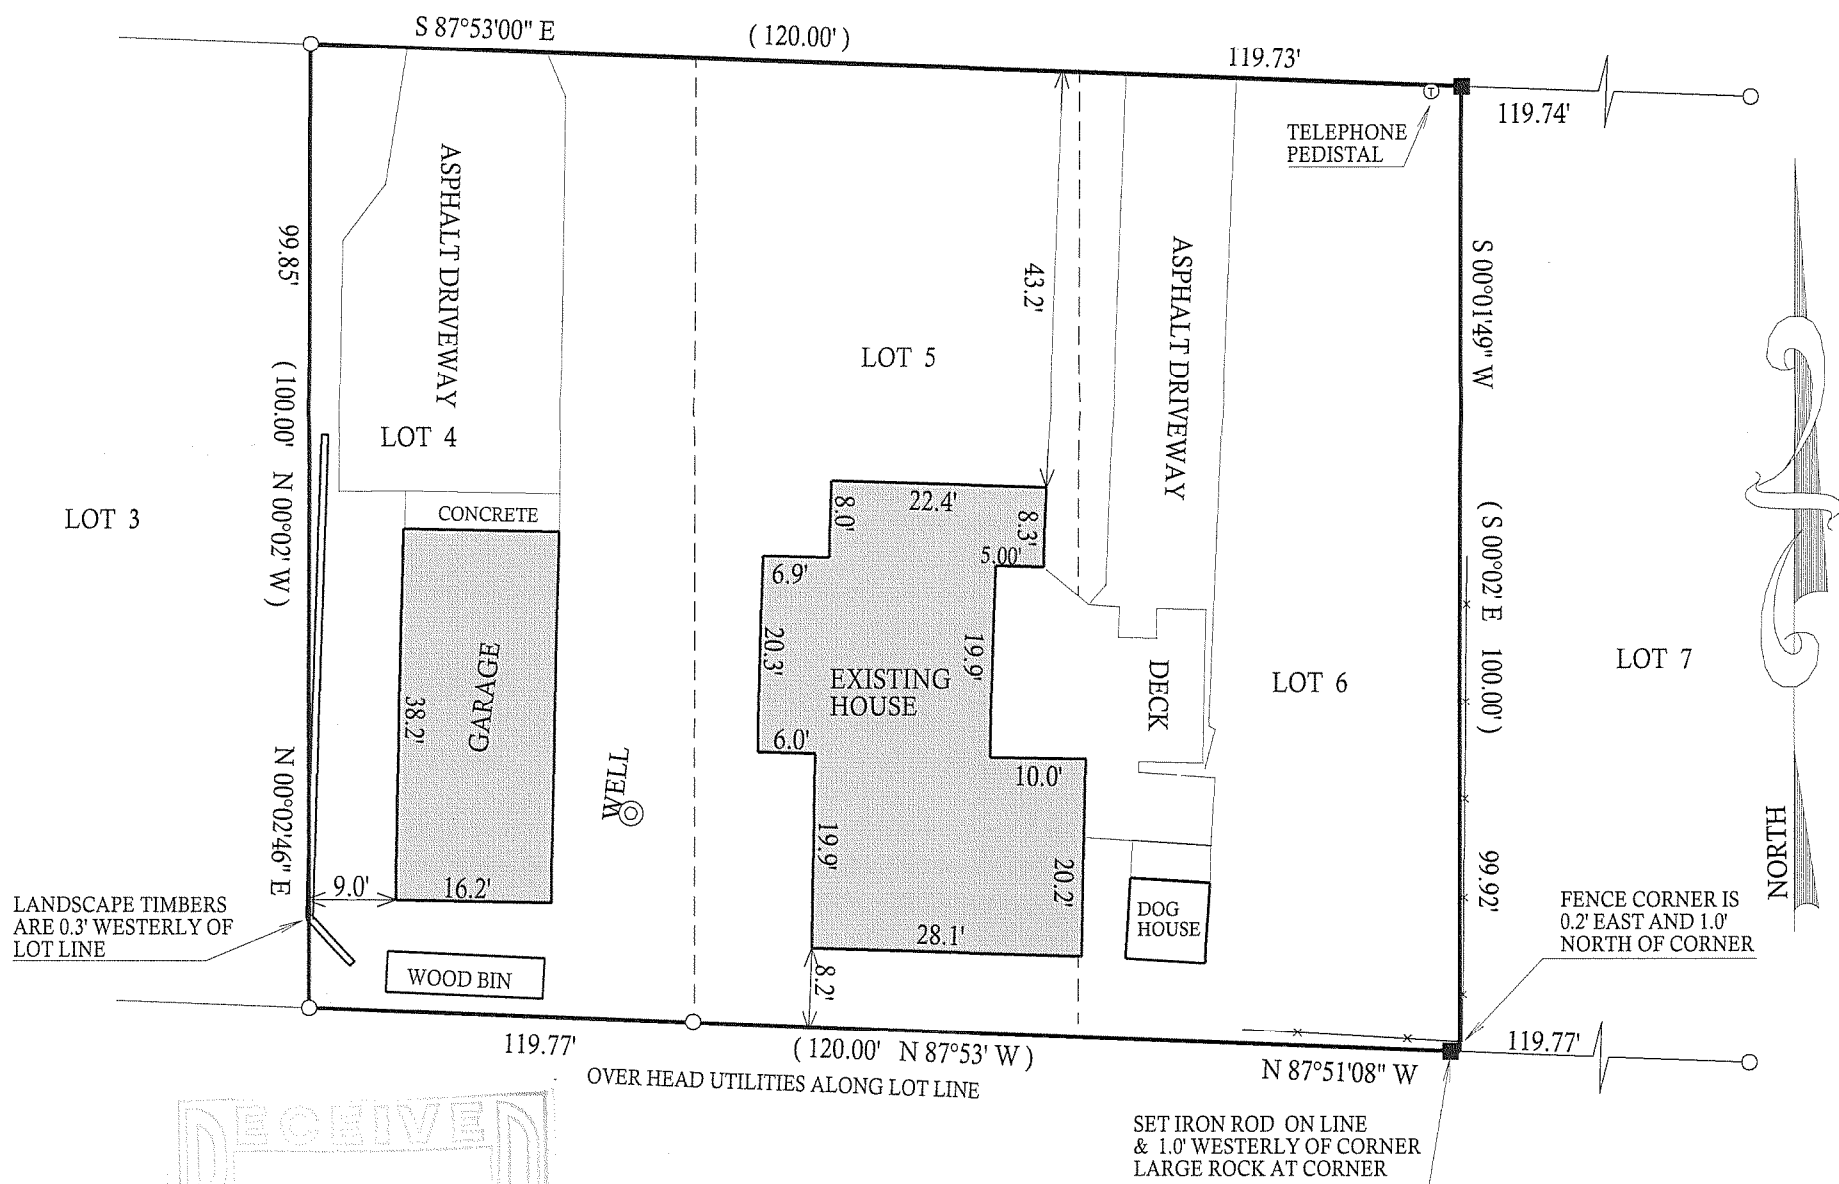 S 87°53'00" E
( 120.00' )
119.73'
119.74'
TELEPHONE
PEDISTAL
T
ASPHALT DRIVEWAY
99.85'
( 100.00'   N 00°02' W )
N 00°02'46" E
LOT 4
LOT 3
CONCRETE
GARAGE
38.2'
16.2'
9.0'
WELL
LANDSCAPE TIMBERS
ARE 0.3' WESTERLY OF
LOT LINE
WOOD BIN
LOT 5
43.2'
ASPHALT DRIVEWAY
22.4'
8.0'
8.3'
5.00'
6.9'
20.3'
19.9'
EXISTING
HOUSE
6.0'
10.0'
19.9'
20.2'
28.1'
8.2'
DECK
DOG
HOUSE
LOT 6
S 00°01'49" W
( S 00°02' E   100.00' )
99.92'
LOT 7
NORTH
FENCE CORNER IS
0.2' EAST AND 1.0'
NORTH OF CORNER
119.77'
119.77'
( 120.00'   N 87°53' W )
N 87°51'08" W
OVER HEAD UTILITIES ALONG LOT LINE
SET IRON ROD  ON LINE
&  1.0' WESTERLY OF CORNER
LARGE ROCK AT CORNER
RECEIVED